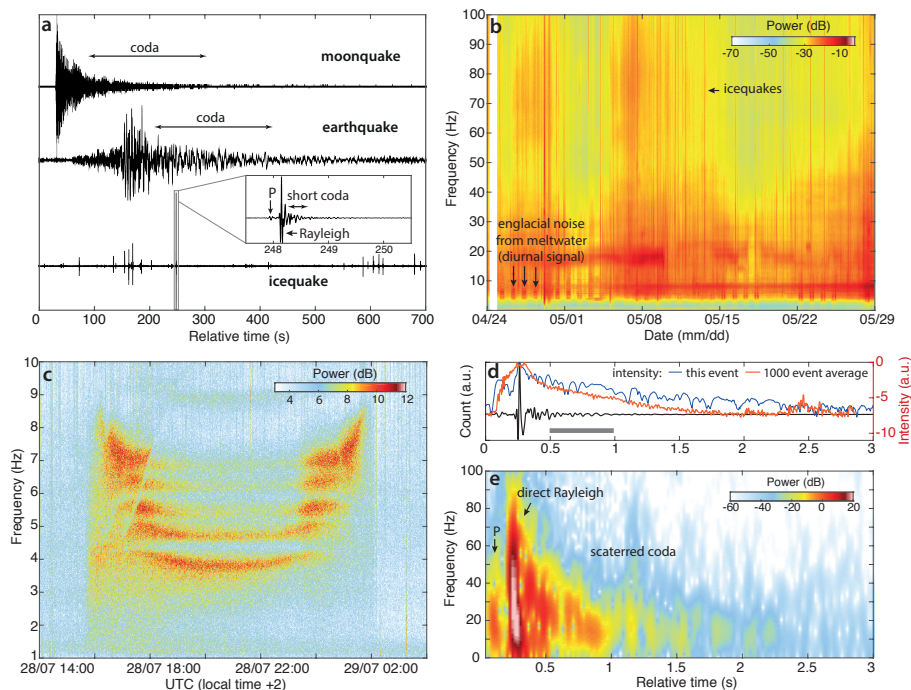 a
coda
moonquake
coda
earthquake
P
short coda
Rayleigh
248 249 250
icequake
0 100 200 300 400 500 600 700
Relative time (s)
b
Power (dB)
-70 -50 -30 -10
icequakes
englacial noise
from meltwater
(diurnal signal)
Frequency (Hz)
100
90
80
70
60
50
40
30
20
10
04/24 05/01 05/08 05/15 05/22 05/29
Date (mm/dd)
c
Power (dB)
4 6 8 10 12
Frequency (Hz)
10
9
8
7
6
5
4
3
2
1
28/07 14:00 28/07 18:00 28/07 22:00 29/07 02:00
UTC (local time +2)
d
intensity: this event 1000 event average
Count (a.u.)
Intensity (a.u.)
0
-5
-10
0 0.5 1 1.5 2 2.5 3
e
direct Rayleigh
P
scaterred coda
Power (dB)
-60 -40 -20 0 20
Frequency (Hz)
100
80
60
40
20
0
0.5 1 1.5 2 2.5 3
Relative time (s)